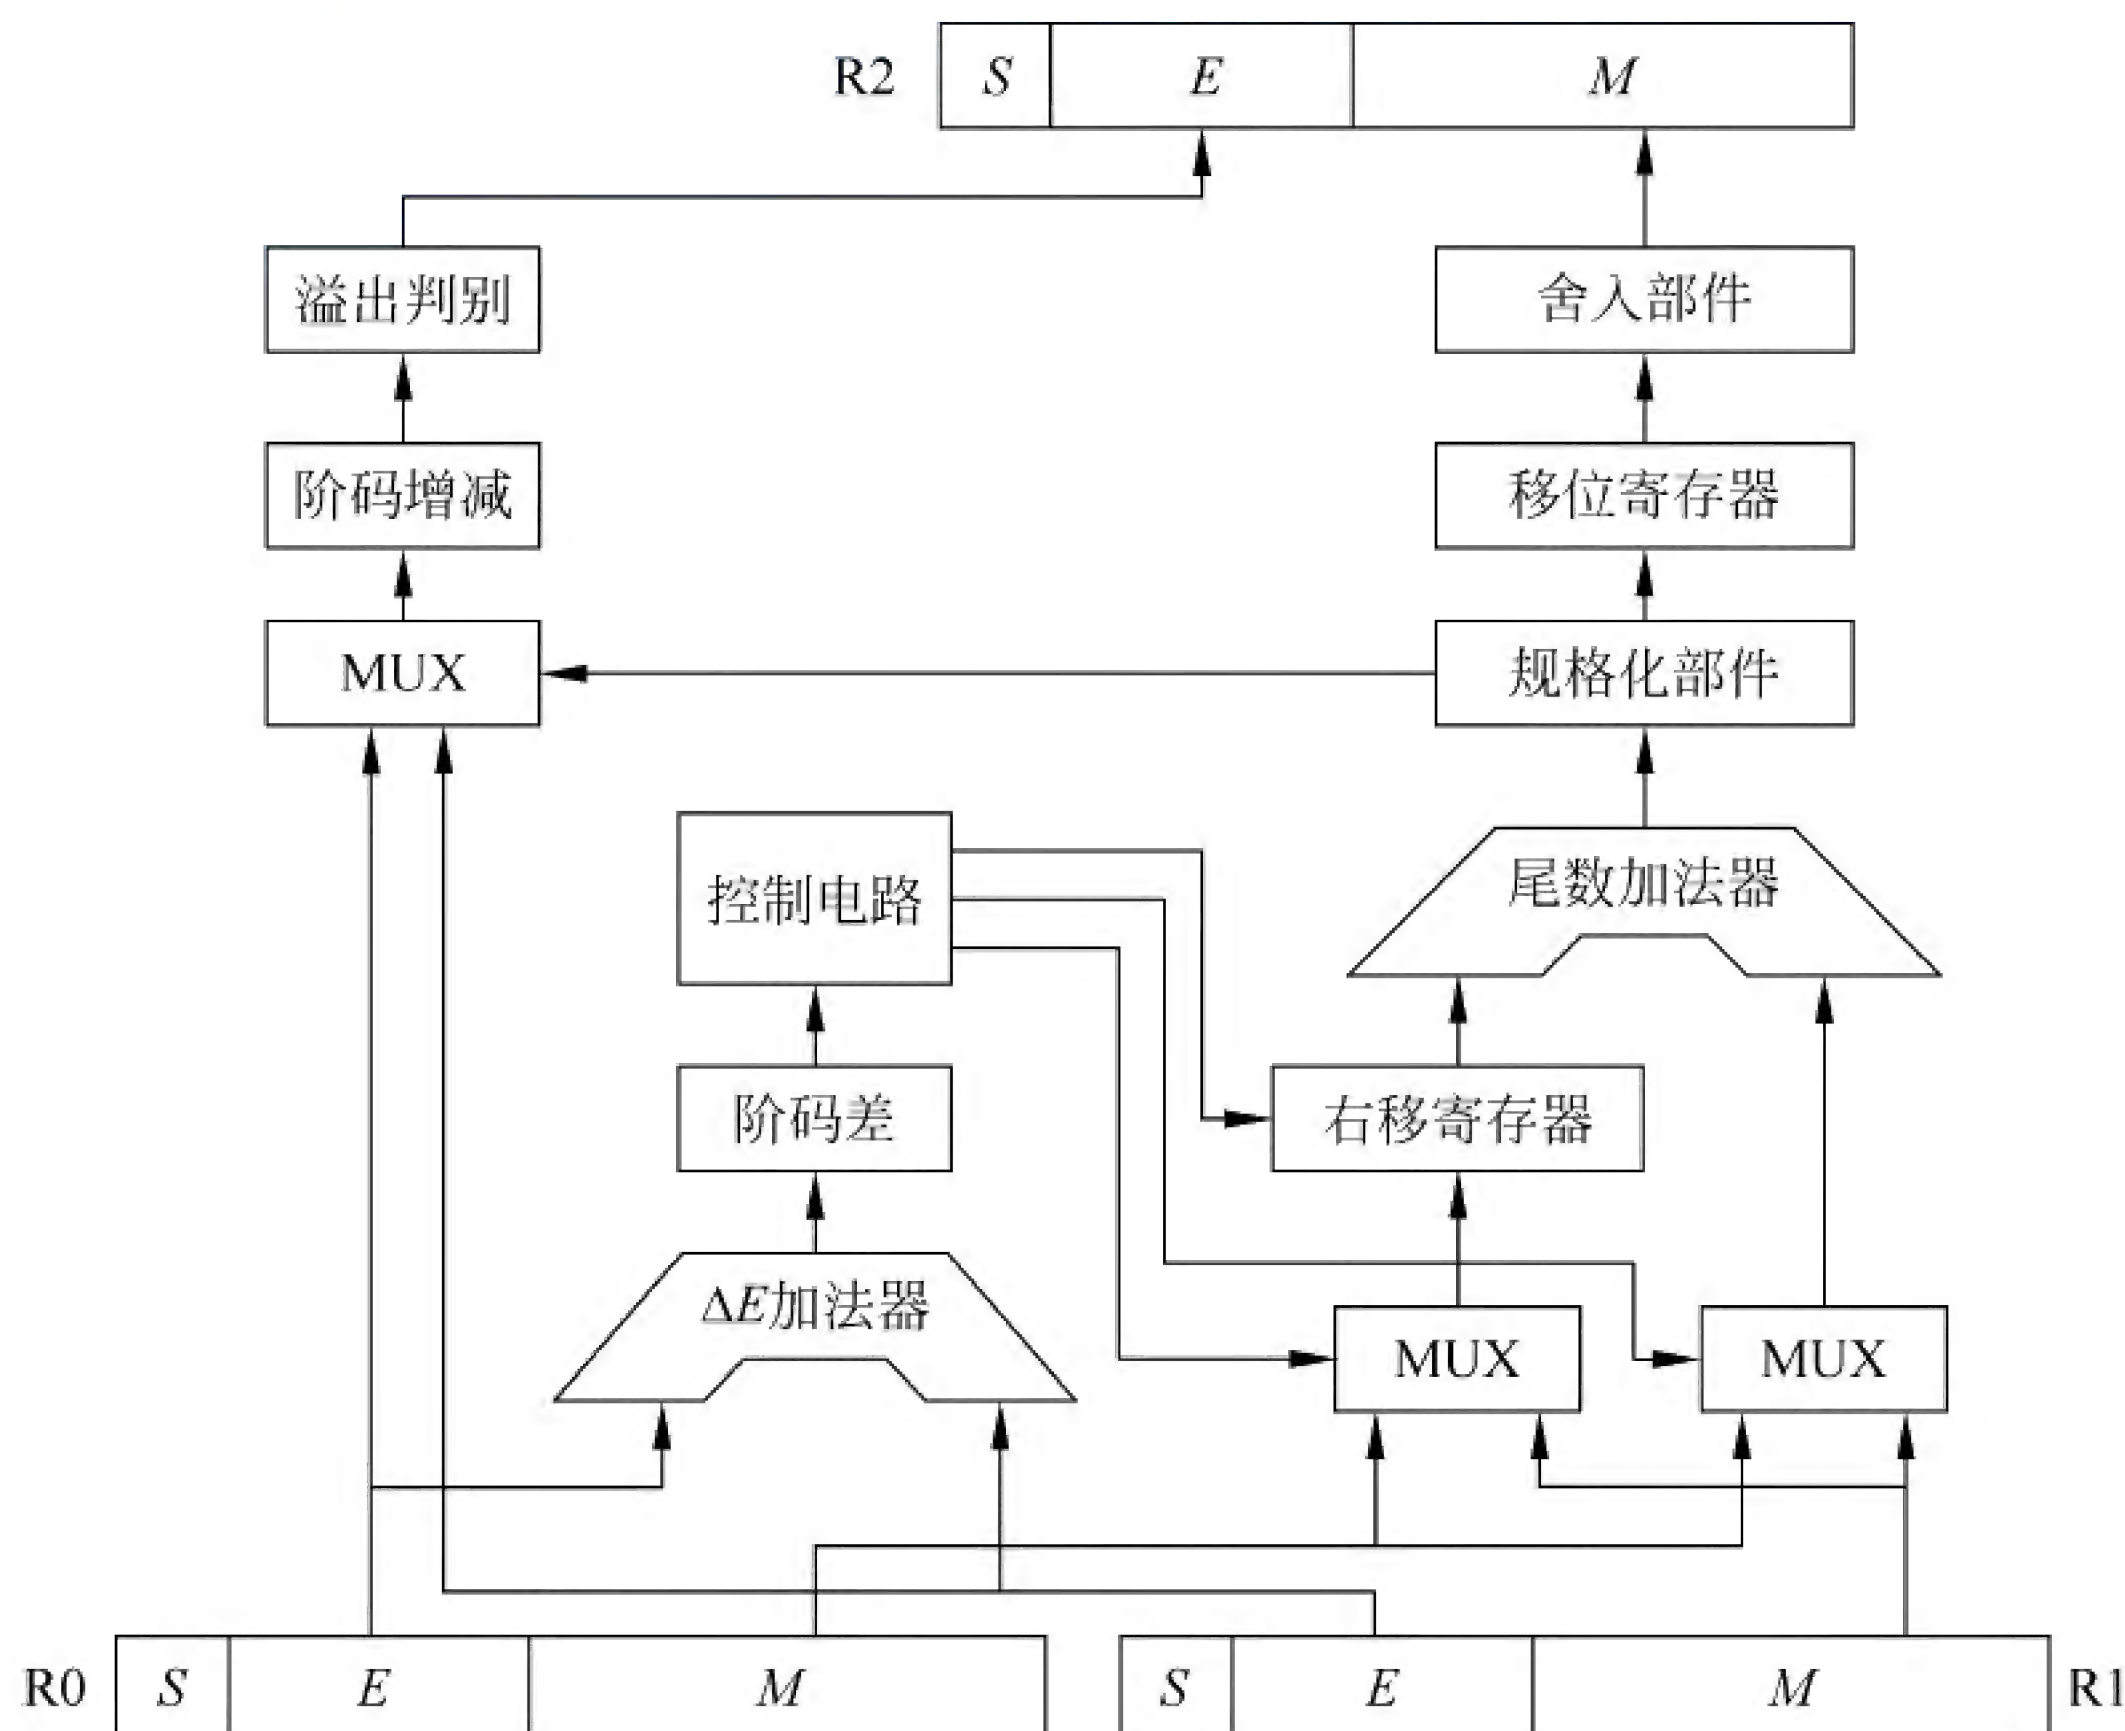 R2 S E M
溢出判别 舍入部件
阶码增减 移位寄存器
MUX 规格化部件
控制电路 尾数加法器
阶码差 右移寄存器
ΔE加法器 MUX MUX
R0 S E M S E M R1